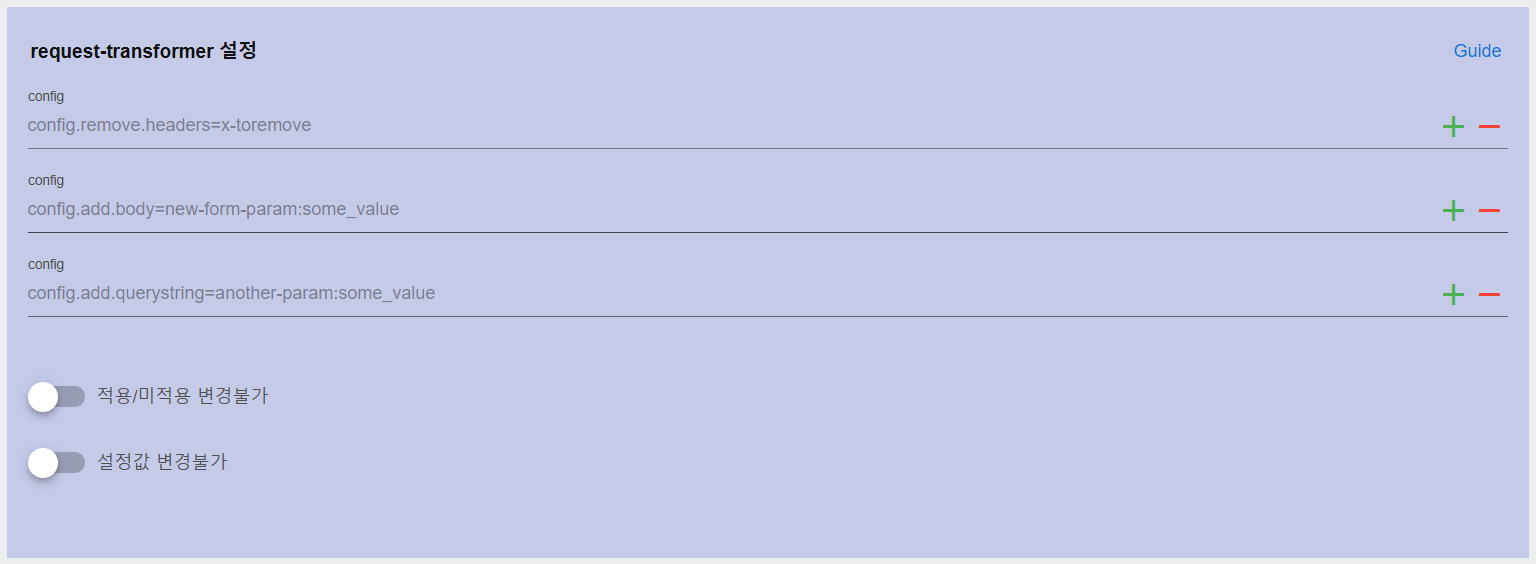 request-transformer 설정
Guide
config
config.remove.headers=x-toremove
config
config.add.body=new-form-param:some_value
config
config.add.querystring=another-param:some_value
적용/미적용 변경불가
설정값 변경불가